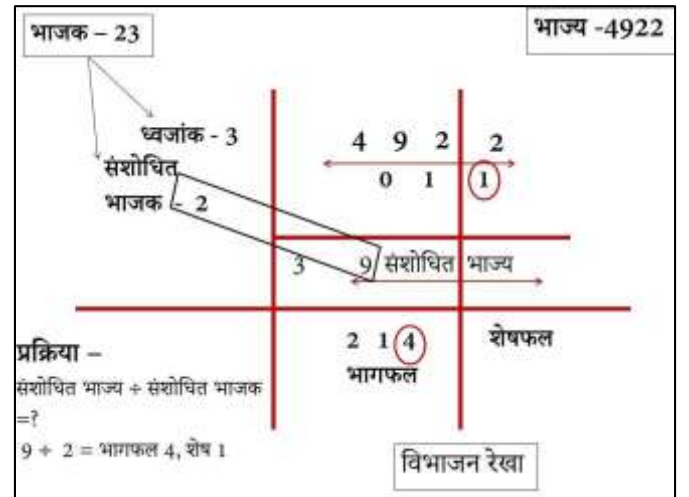 भाजक – 23
भाज्य -4922
ध्वजांक - 3
संशोधित
भाजक - 2
4 9 2 2
0 1 1
3 9 संशोधित भाज्य
2 1 4 शेषफल
भागफल
प्रक्रिया –
संशोधित भाज्य ÷ संशोधित भाजक
=?
9 ÷ 2 = भागफल 4, शेष 1
विभाजन रेखा